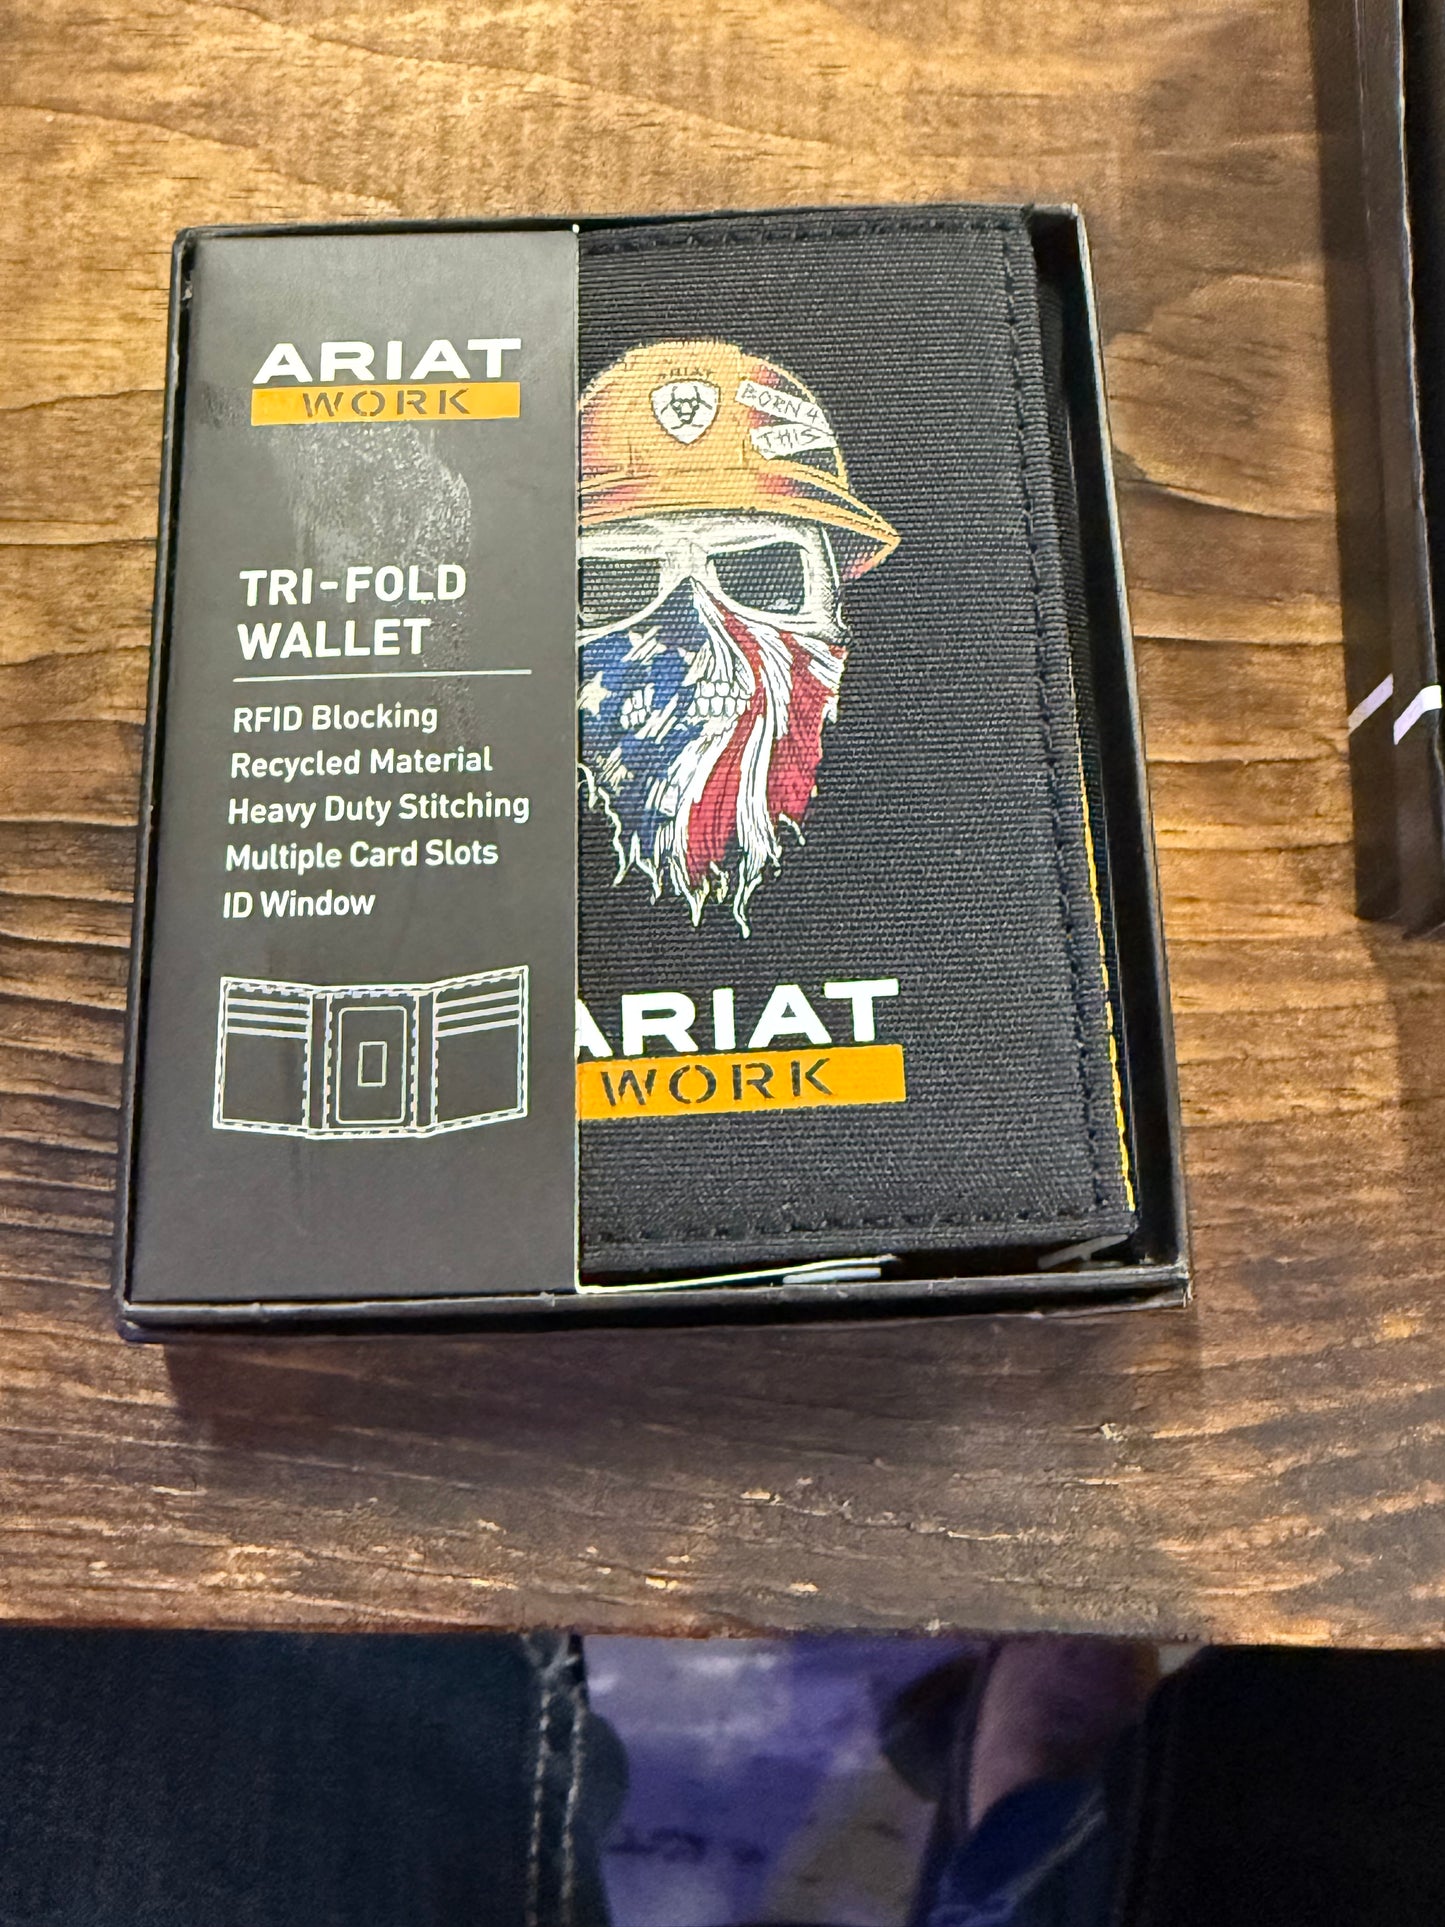 ARIAT
WORK
TRI-FOLD
WALLET
RFID Blocking
Recycled Material
Heavy Duty Stitching
Multiple Card Slots
ID Window
ARIAT
BORN 4
THIS
ARIAT
WORK